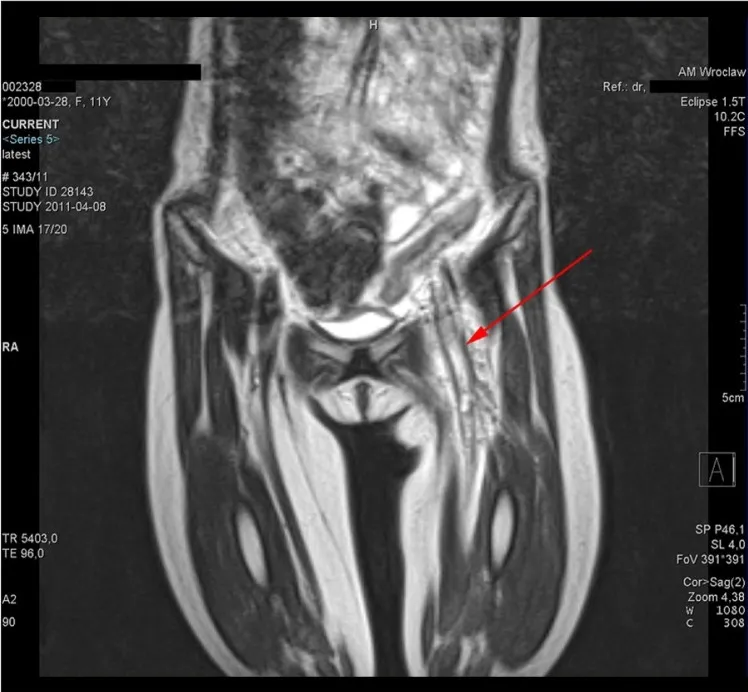 H
002328
*2000-03-28, F, 11Y
CURRENT
<Series 5>
latest
# 343/11
STUDY ID 28143
STUDY 2011-04-08
5 IMA 17/20
RA
TR 5403,0
TE 96,0
A2
90
AM Wroclaw
Ref.: dr,
Eclipse 1.5T
10.2C
FFS
5cm
A
SP P46,1
SL 4,0
FoV 391*391
Cor>Sag(2)
Zoom 4,38
W 1080
C 308